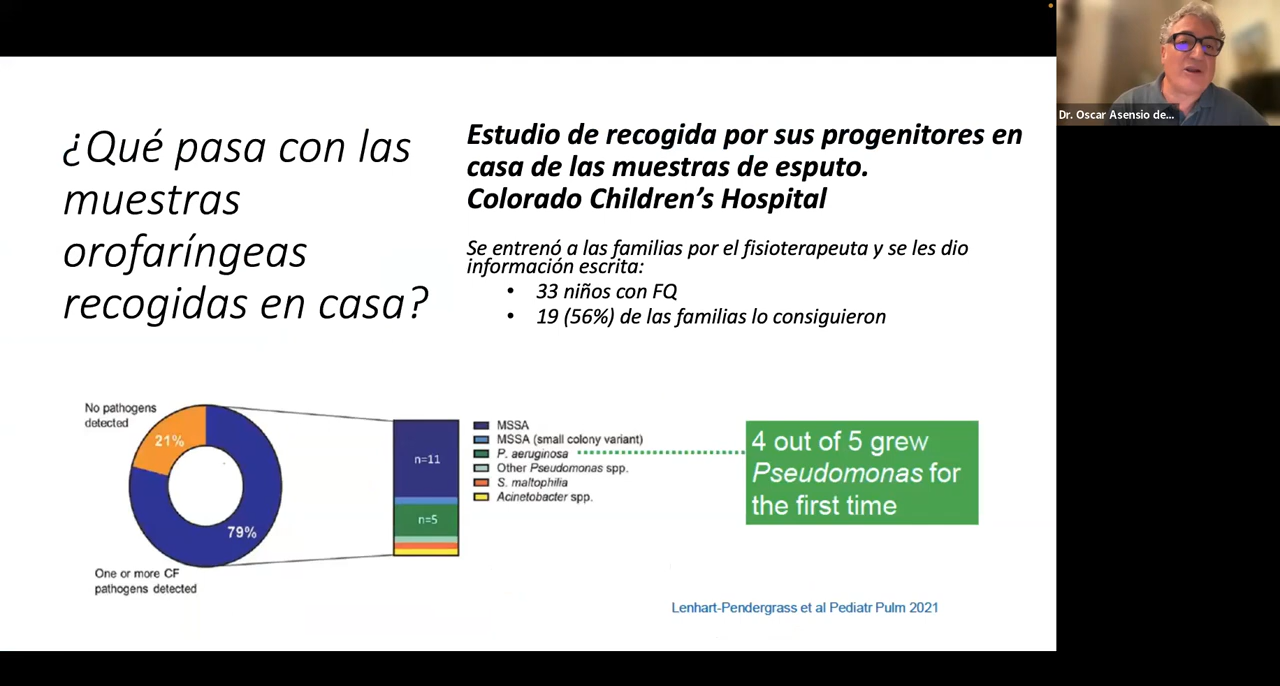 ¿Qué pasa con las
muestras
orofaríngeas
recogidas en casa?
Estudio de recogida por sus progenitores en
casa de las muestras de esputo.
Colorado Children's Hospital
Se entrenó a las familias por el fisioterapeuta y se les dio
información escrita:
• 33 niños con FQ
• 19 (56%) de las familias lo consiguieron
No pathogens
detected
21%
79%
One or more CF
pathogens detected
n=11
n=5
MSSA
MSSA (small colony variant)
P. aeruginosa
Other Pseudomonas spp.
S. maltophilia
Acinetobacter spp.
4 out of 5 grew
Pseudomonas for
the first time
Lenhart-Pendergrass et al Pediatr Pulm 2021
Dr. Oscar Asensio de...